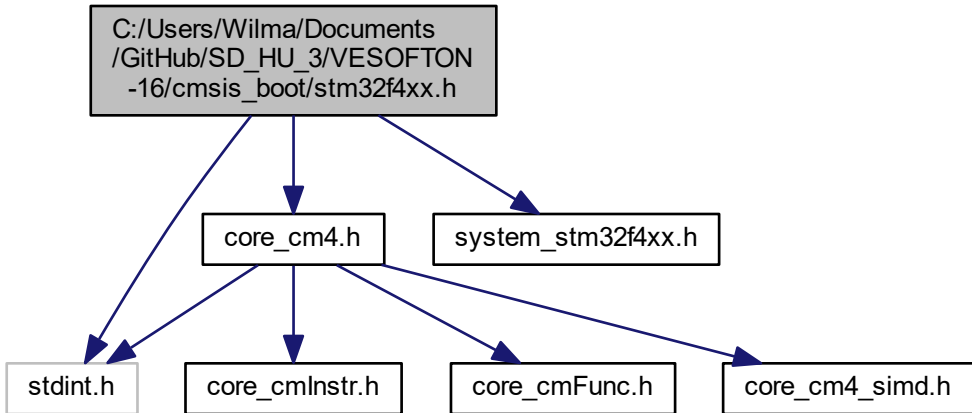 C:/Users/Wilma/Documents
/GitHub/SD_HU_3/VESOFTON
-16/cmsis_boot/stm32f4xx.h
core_cm4.h
system_stm32f4xx.h
stdint.h
core_cmInstr.h
core_cmFunc.h
core_cm4_simd.h